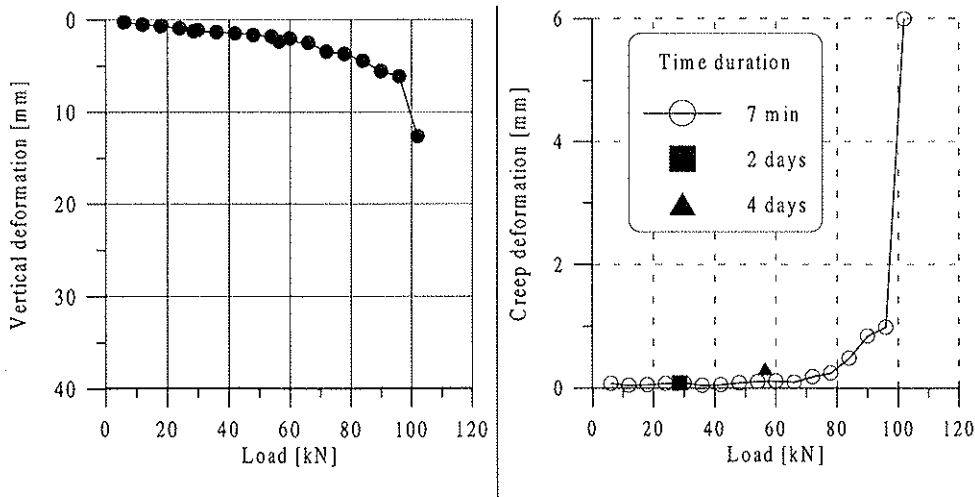 0
10
20
30
40
Vertical deformation [mm]
0 20 40 60 80 100 120
Load [kN]
6
4
2
0
Creep deformation [mm]
Time duration
7 min
2 days
4 days
0 20 40 60 80 100 120
Load [kN]